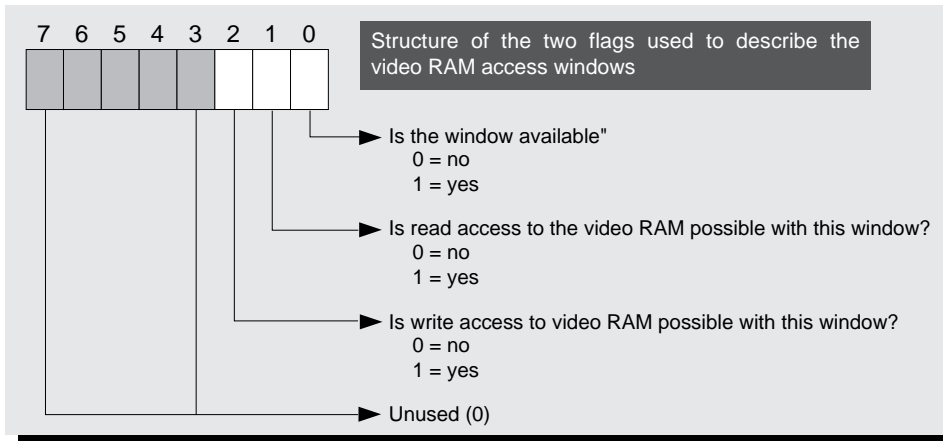 7 6 5 4 3 2 1 0
Structure of the two flags used to describe the
video RAM access windows
Is the window available"
0 = no
1 = yes
Is read access to the video RAM possible with this window?
0 = no
1 = yes
Is write access to video RAM possible with this window?
0 = no
1 = yes
Unused (0)